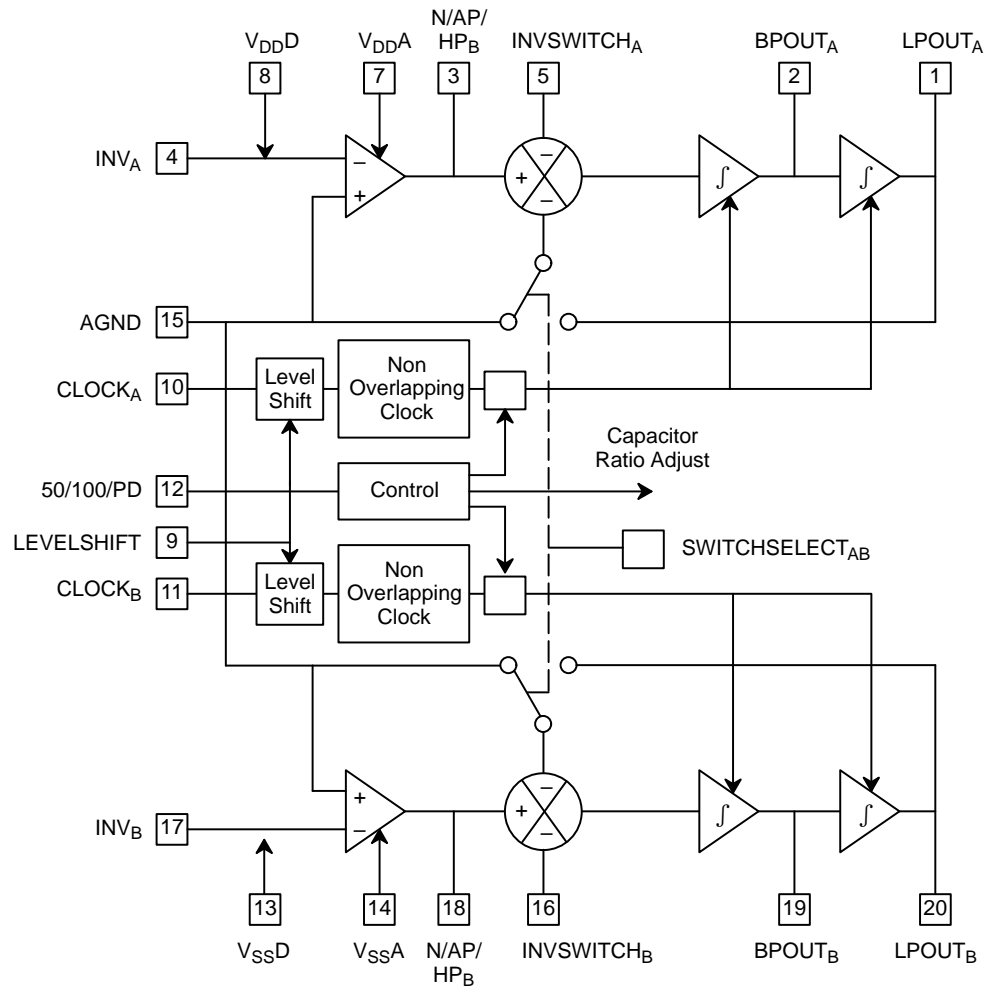 VDDD
VDDA
N/AP/
HPB
INVSWITCHA
BPOUTA
LPOUTA
8
7
3
5
2
1
INVA
4
−
+
+
−
−
∫
∫
AGND
15
CLOCKA
10
Level
Shift
Non
Overlapping
Clock
Capacitor
Ratio Adjust
50/100/PD
12
Control
LEVELSHIFT
9
SWITCHSELECTAB
CLOCKB
11
Level
Shift
Non
Overlapping
Clock
INVB
17
+
−
+
−
−
∫
∫
13
14
18
16
19
20
VSSD
VSSA
N/AP/
HPB
INVSWITCHB
BPOUTB
LPOUTB